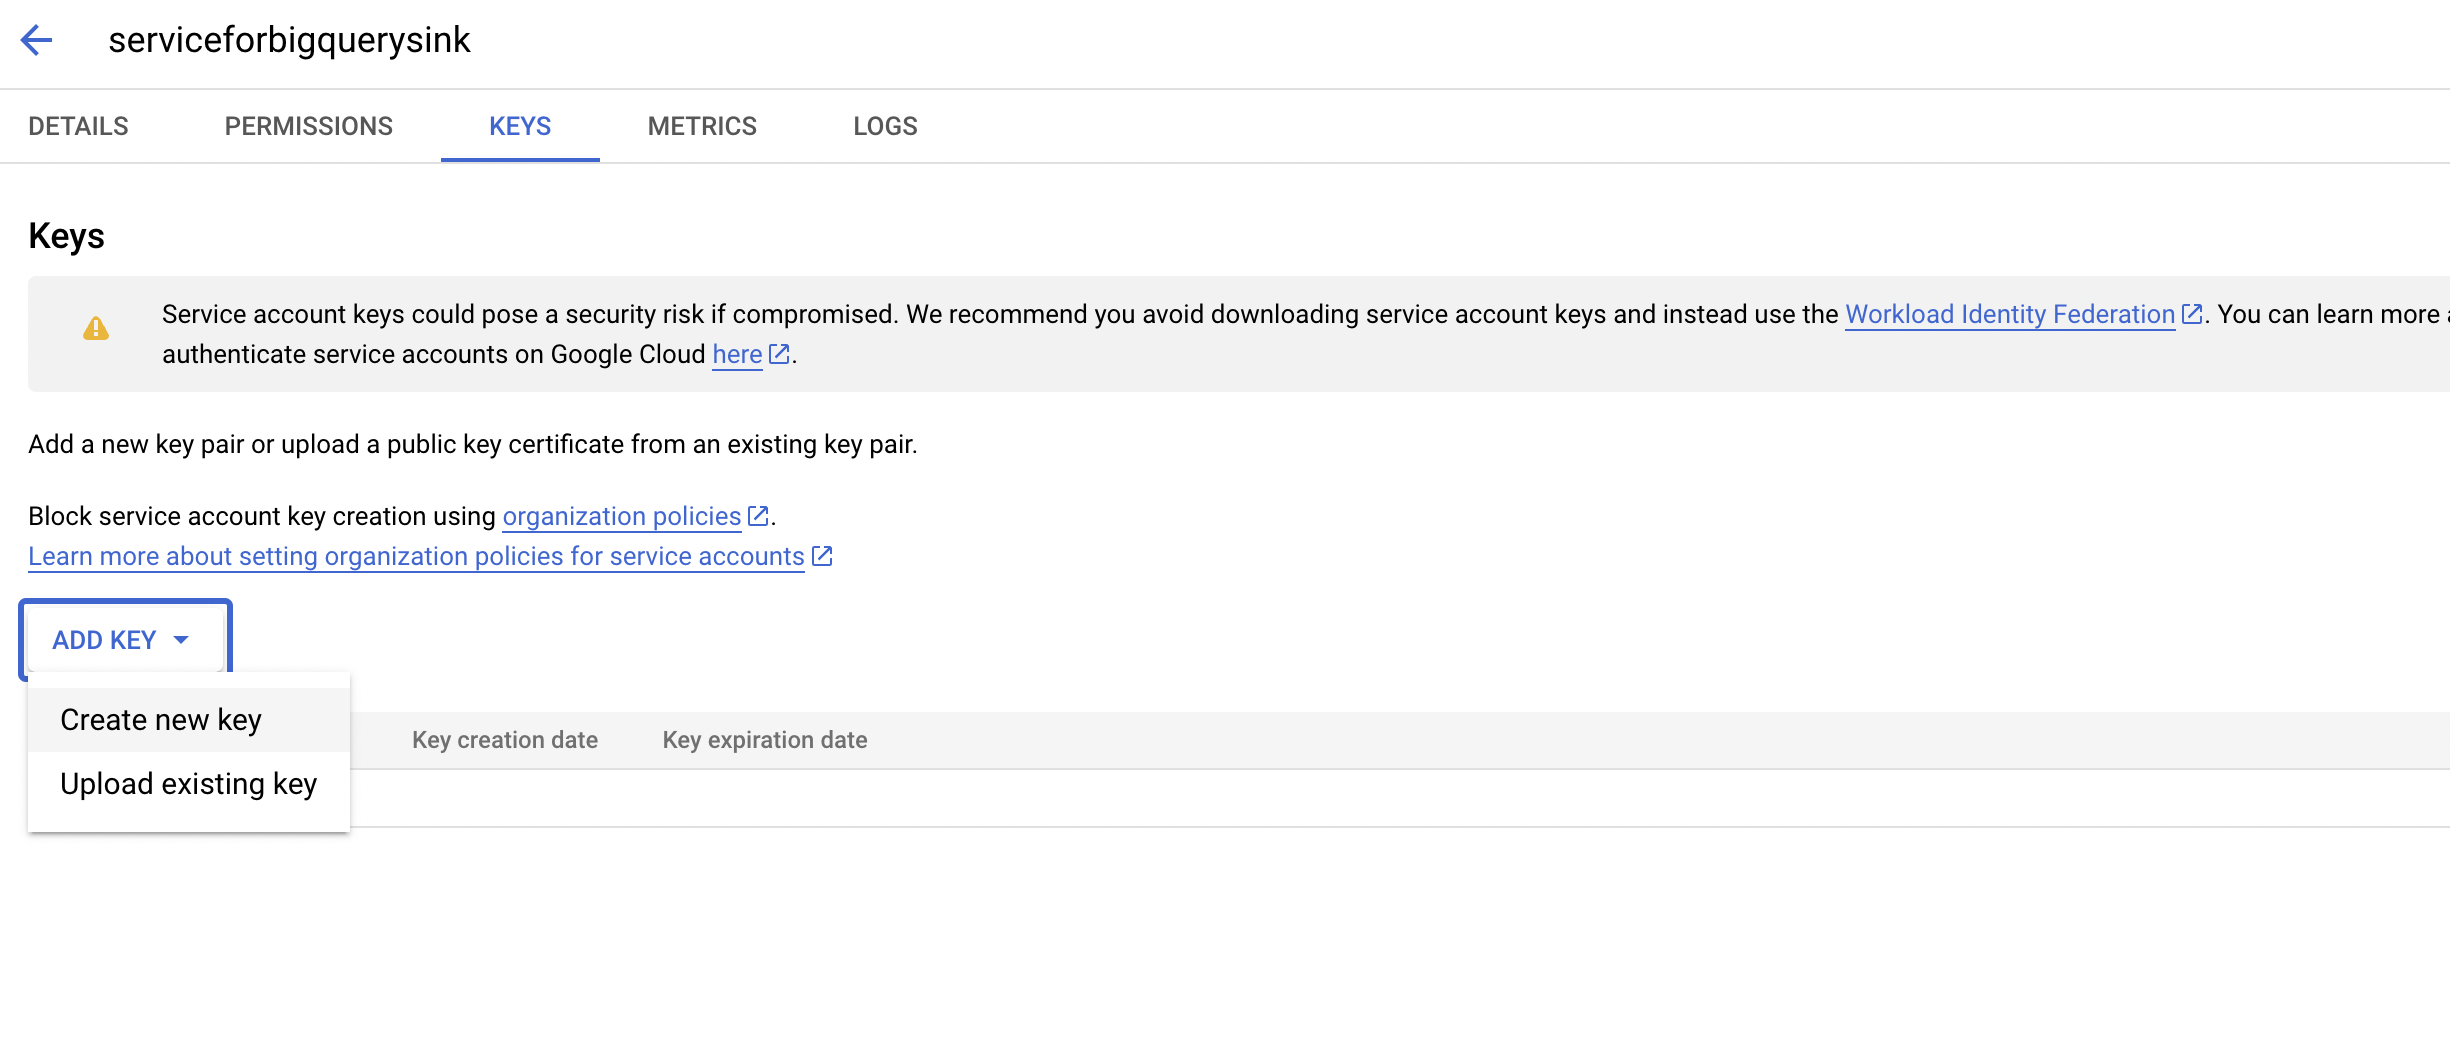 serviceforbigquerysink
DETAILS PERMISSIONS KEYS METRICS LOGS
Keys
Service account keys could pose a security risk if compromised. We recommend you avoid downloading service account keys and instead use the Workload Identity Federation. You can learn more
authenticate service accounts on Google Cloud here.
Add a new key pair or upload a public key certificate from an existing key pair.
Block service account key creation using organization policies.
Learn more about setting organization policies for service accounts
ADD KEY
Create new key
Key creation date Key expiration date
Upload existing key